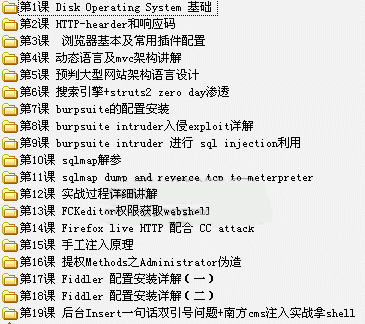 第1课 Disk Operating System 基础
第2课 HTTP-hearder和响应码
第3课 浏览器基本及常用插件配置
第4课 动态语言及mvc架构讲解
第5课 预判大型网站架构语言设计
第6课 搜索引擎+struts2 zero day渗透
第7课 burpsuite的配置安装
第8课 burpsuite intruder入侵exploit详解
第9课 burpsuite intruder 进行 sql injection利用
第10课 sqlmap解参
第11课 sqlmap dump and reverce tcp to meterpreter
第12课 实战过程详细讲解
第13课 FCKeditor权限获取webshell
第14课 Firefox live HTTP 配合 CC attack
第15课 手工注入原理
第16课 提权Methods之Administrator伪造
第17课 Fiddler 配置安装详解(一)
第18课 Fiddler 配置安装详解(二)
第19课 后台Insert一句话双引号问题+南方cms注入实战拿shell